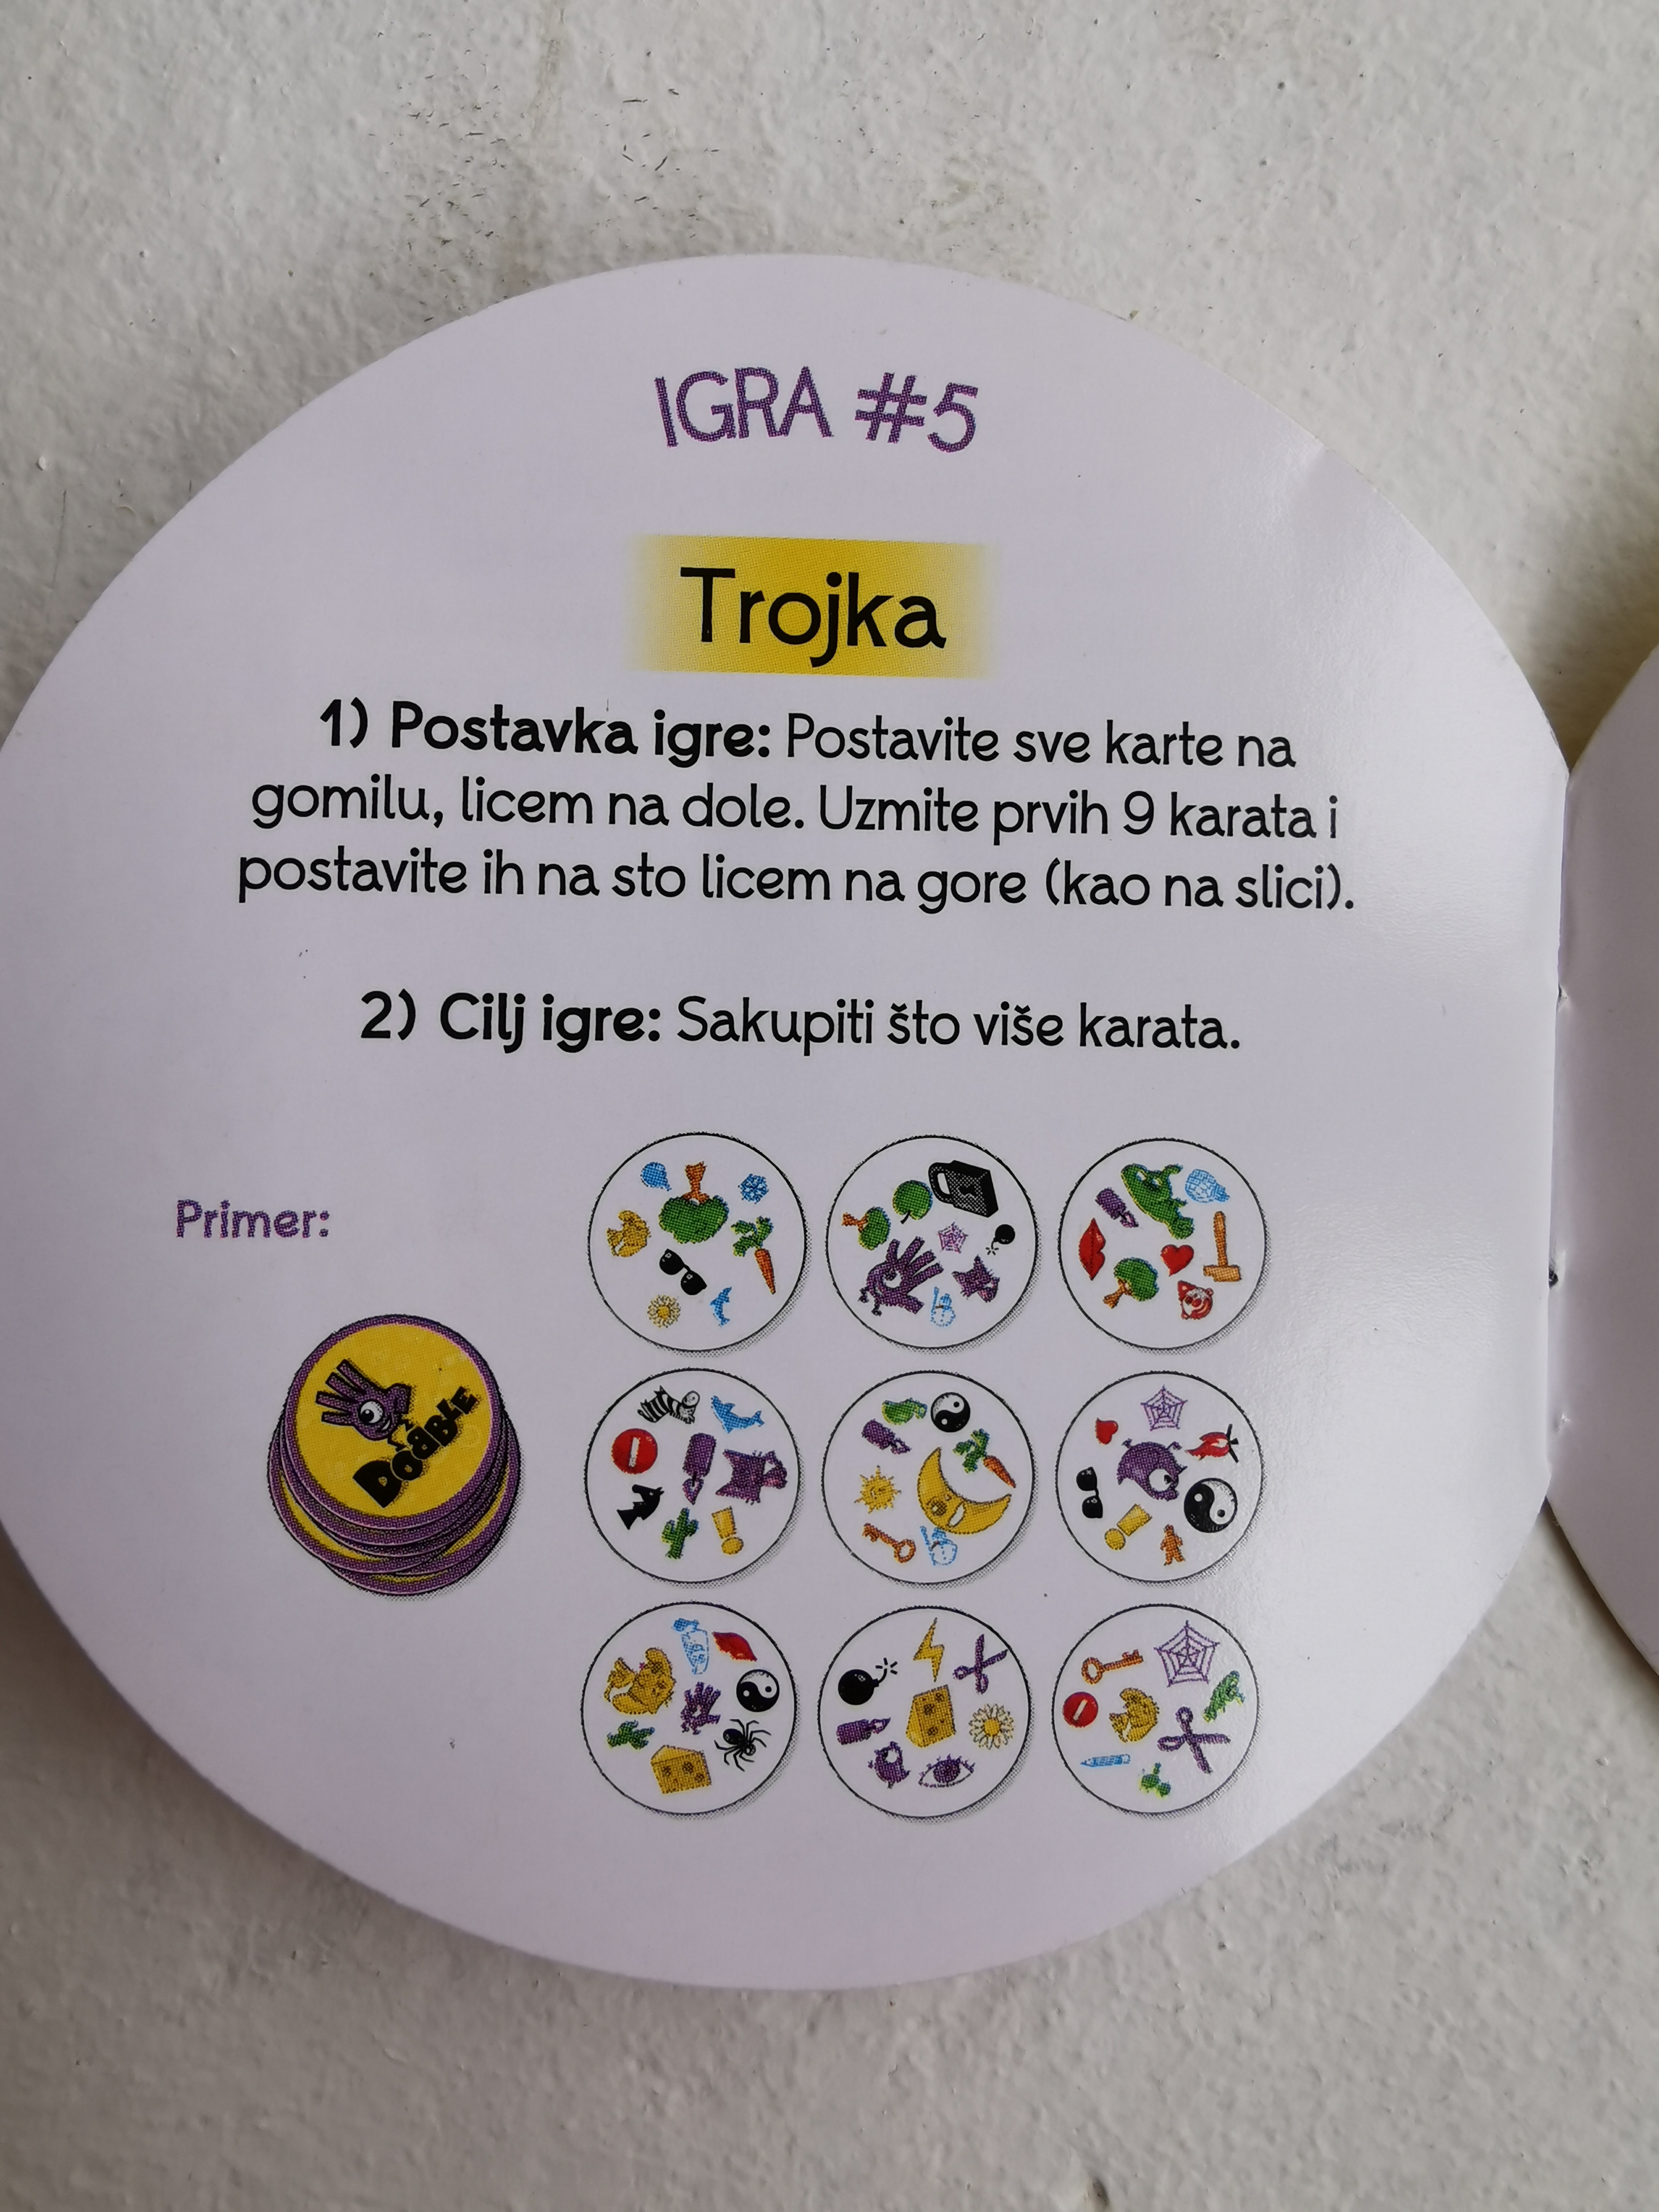 IGRA #5
Trojka
1) Postavka igre: Postavite sve karte na
gomilu, licem na dole. Uzmite prvih 9 karata i
postavite ih na sto licem na gore (kao na slici).
2) Cilj igre: Sakupiti što više karata.
Primer:
DOBBLE